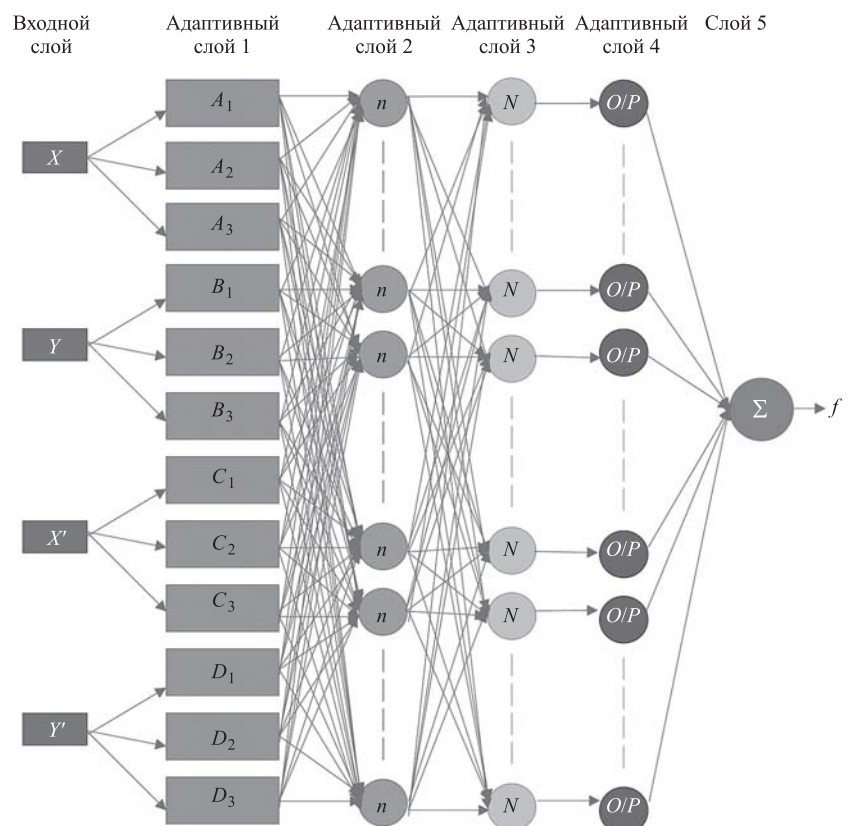 Входной слой
Адаптивный слой 1
Адаптивный слой 2
Адаптивный слой 3
Адаптивный слой 4
Слой 5
X
Y
X′
Y′
A₁
A₂
A₃
B₁
B₂
B₃
C₁
C₂
C₃
D₁
D₂
D₃
n
n
n
n
n
n
N
N
N
N
N
N
O/P
O/P
O/P
O/P
O/P
O/P
Σ
f